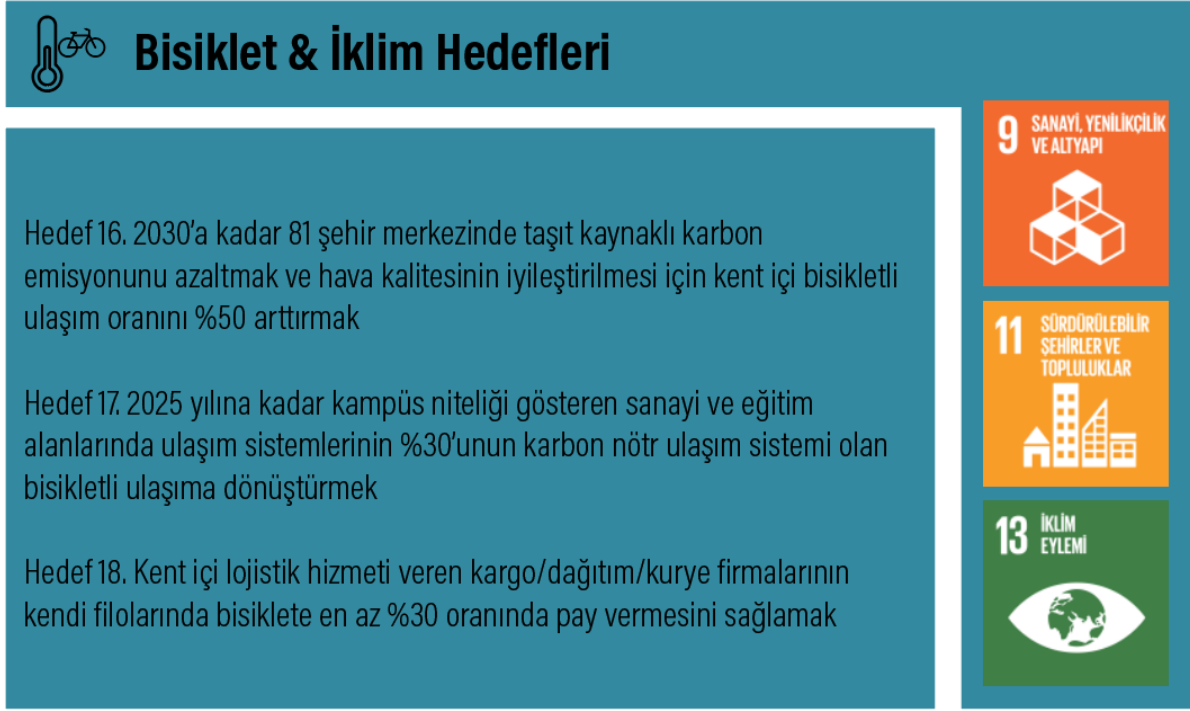 Bisiklet & İklim Hedefleri
Hedef 16. 2030'a kadar 81 şehir merkezinde taşıt kaynaklı karbon
emisyonunu azaltmak ve hava kalitesinin iyileştirilmesi için kent içi bisikletli
ulaşım oranını %50 arttırmak
Hedef 17. 2025 yılına kadar kampüs niteliği gösteren sanayi ve eğitim
alanlarında ulaşım sistemlerinin %30'unun karbon nötr ulaşım sistemi olan
bisikletli ulaşıma dönüştürmek
Hedef 18. Kent içi lojistik hizmeti veren kargo/dağıtım/kurye firmalarının
kendi filolarında bisiklete en az %30 oranında pay vermesini sağlamak
9 SANAYİ, YENİLİKÇİLİK
VE ALTYAPI
11 SÜRDÜRÜLEBİLİR
ŞEHİRLER VE
TOPLULUKLAR
13 İKLİM
EYLEMİ